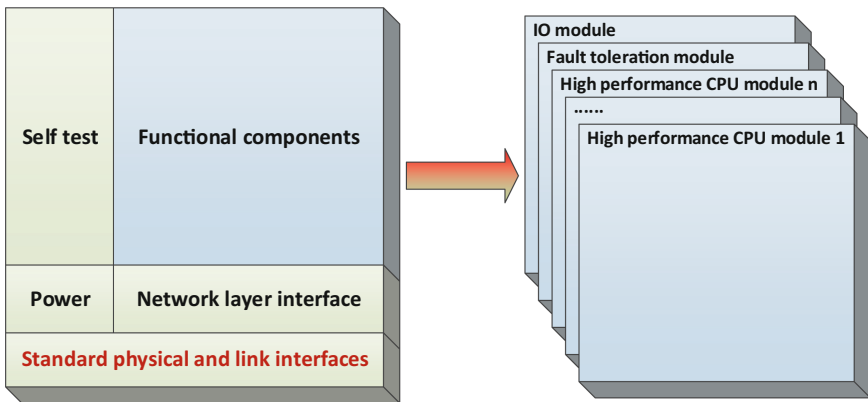 Self test
Functional components
Power
Network layer interface
Standard physical and link interfaces
IO module
Fault toleration module
High performance CPU module n
......
High performance CPU module 1